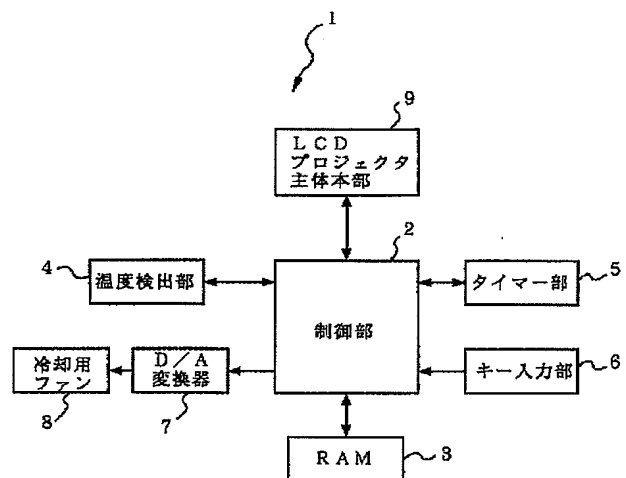 1
9
LCD
プロジェクタ
主体本部
4
温度検出部
2
制御部
タイマー部
5
冷却用
ファン
8
D/A
変換器
7
キー入力部
6
RAM
3